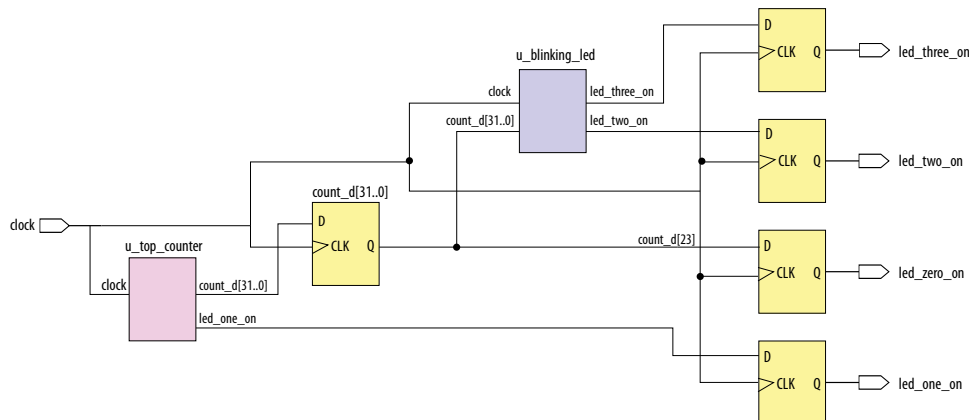 D
CLK Q
led_three_on
u_blinking_led
clock led_three_on
count_d[31..0] led_two_on
D
CLK Q
led_two_on
count_d[31..0]
D
CLK Q
clock
u_top_counter
clock count_d[31..0]
led_one_on
count_d[23]
D
CLK Q
led_zero_on
D
CLK Q
led_one_on